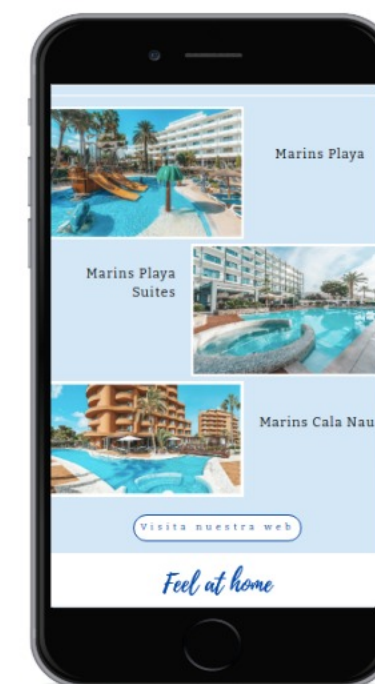 Marins Playa
Marins Playa
Suites
Marins Cala Nau
Visita nuestra web
Feel at home